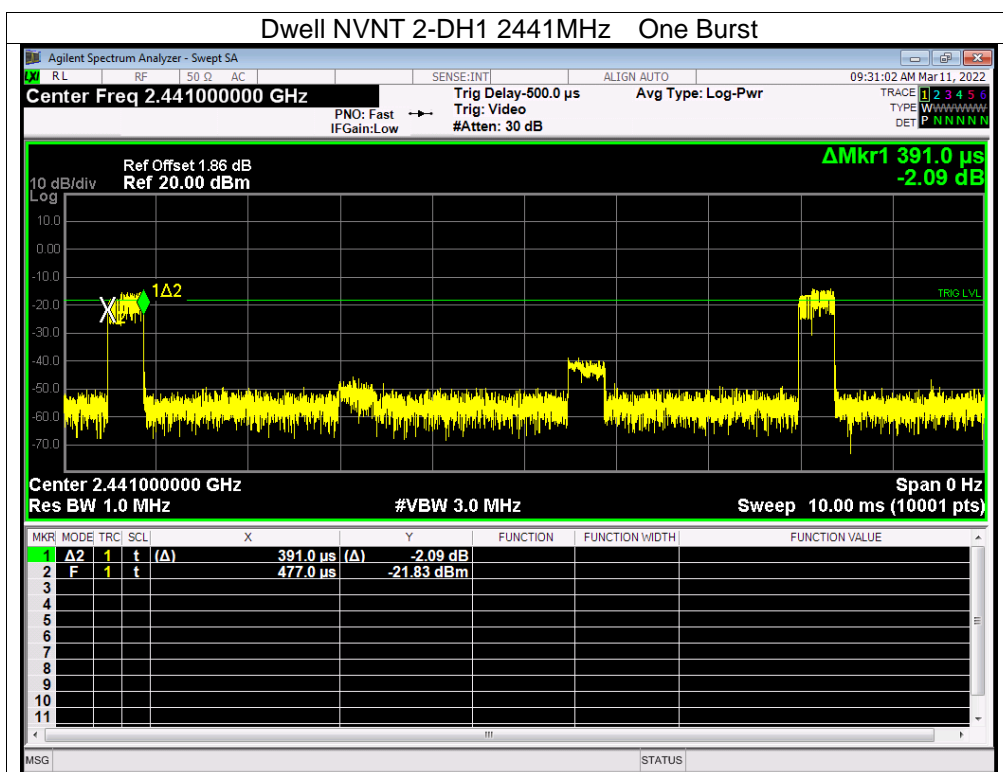 Dwell NVNT 2-DH1 2441MHz One Burst
Agilent Spectrum Analyzer - Swept SA
LXI RL RF 50 Ω AC SENSE:INT ALIGN AUTO 09:31:02 AM Mar 11, 2022
Center Freq 2.441000000 GHz
PNO: Fast
IFGain:Low
Trig Delay-500.0 µs
Trig: Video
#Atten: 30 dB
Avg Type: Log-Pwr
TRACE 1 2 3 4 5 6
TYPE WWWWWW
DET P N N N N N
ΔMkr1 391.0 µs
-2.09 dB
Ref Offset 1.86 dB
10 dB/div Ref 20.00 dBm
Log
10.0
0.00
-10.0
1Δ2
TRIG LVL
-20.0
-30.0
-40.0
-50.0
-60.0
-70.0
Center 2.441000000 GHz Span 0 Hz
Res BW 1.0 MHz #VBW 3.0 MHz Sweep 10.00 ms (10001 pts)
MKR MODE TRC SCL X Y FUNCTION FUNCTION WIDTH FUNCTION VALUE
1 Δ2 1 t (Δ) 391.0 µs (Δ) -2.09 dB
2 F 1 t 477.0 µs -21.83 dBm
3
4
5
6
7
8
9
10
11
MSG STATUS